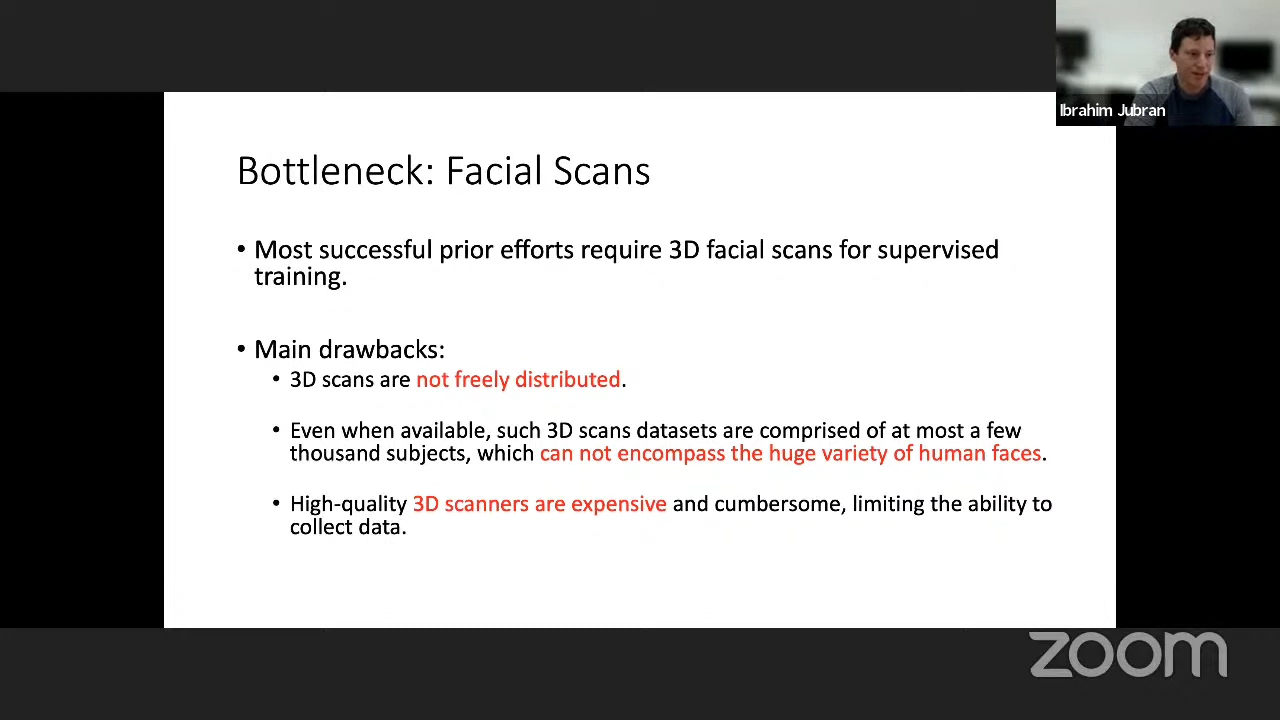 Ibrahim Jubran
Bottleneck: Facial Scans
• Most successful prior efforts require 3D facial scans for supervised
training.
• Main drawbacks:
• 3D scans are not freely distributed.
• Even when available, such 3D scans datasets are comprised of at most a few
thousand subjects, which can not encompass the huge variety of human faces.
• High-quality 3D scanners are expensive and cumbersome, limiting the ability to
collect data.
zoom